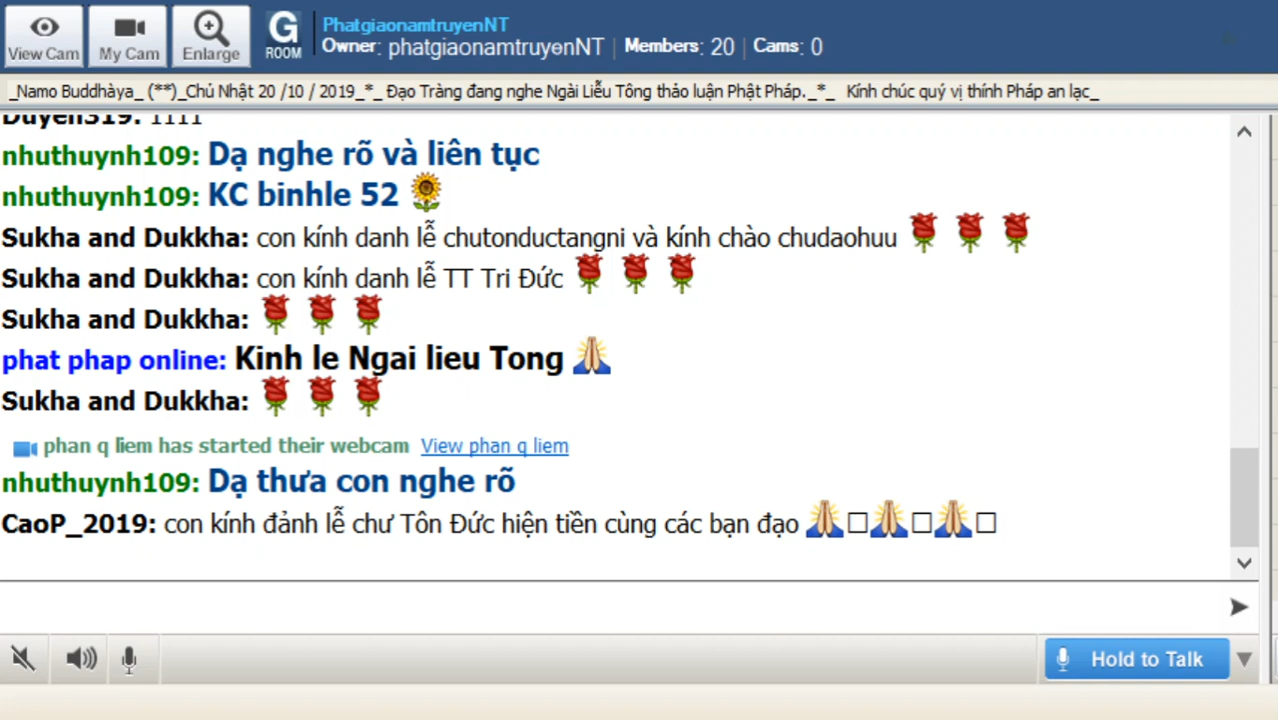 PhatgiaonamtruyenNT
View Cam My Cam Enlarge G ROOM Owner: phatgiaonamtruyenNT | Members: 20 | Cams: 0
_Namo Buddhàya_ (**)_Chủ Nhật 20 /10 / 2019_*_ Đạo Tràng đang nghe Ngài Liễu Tông thảo luận Phật Pháp._*_ Kính chúc quý vị thính Pháp an lạc_
Duyen319: 1111
nhuthuynh109: Dạ nghe rõ và liên tục
nhuthuynh109: KC binhle 52 🌻
Sukha and Dukkha: con kính danh lễ chutonductangni và kính chào chudaohuu 🌹 🌹 🌹
Sukha and Dukkha: con kính danh lễ TT Tri Đức 🌹 🌹 🌹
Sukha and Dukkha: 🌹 🌹 🌹
phat phap online: Kinh le Ngai lieu Tong 🙏
Sukha and Dukkha: 🌹 🌹 🌹
phan q liem has started their webcam View phan q liem
nhuthuynh109: Dạ thưa con nghe rõ
CaoP_2019: con kính đảnh lễ chư Tôn Đức hiện tiền cùng các bạn đạo 🙏□🙏□🙏□
Hold to Talk